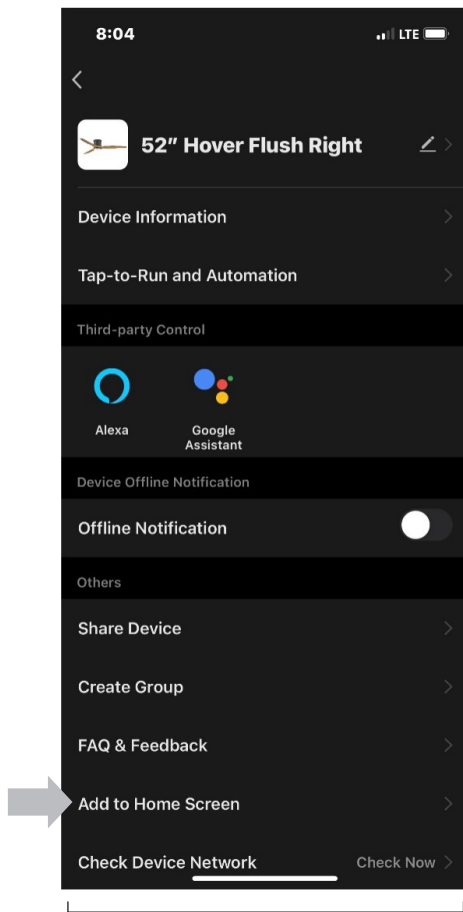 8:04
LTE
52" Hover Flush Right
Device Information
Tap-to-Run and Automation
Third-party Control
Alexa
Google
Assistant
Device Offline Notification
Offline Notification
Others
Share Device
Create Group
FAQ & Feedback
Add to Home Screen
Check Device Network Check Now